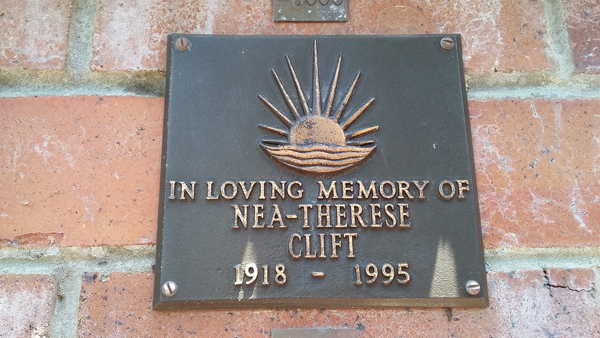 IN LOVING MEMORY OF
NEA-THERESE
CLIFT
1918 - 1995